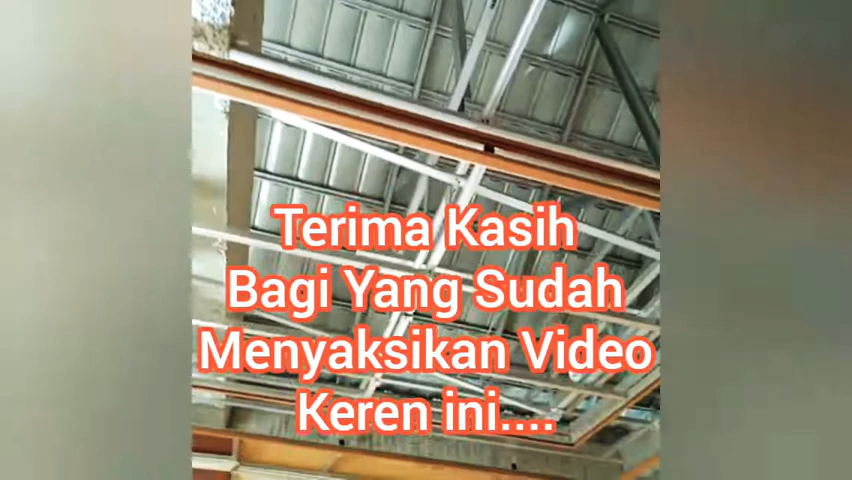 Terima Kasih
Bagi Yang Sudah
Menyaksikan Video
Keren ini....